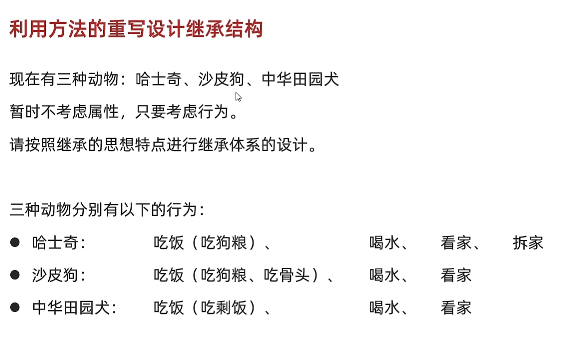 利用方法的重写设计继承结构
现在有三种动物：哈士奇、沙皮狗、中华田园犬
暂时不考虑属性，只要考虑行为。
请按照继承的思想特点进行继承体系的设计。
三种动物分别有以下的行为：
● 哈士奇： 吃饭（吃狗粮）、 喝水、 看家、 拆家
● 沙皮狗： 吃饭（吃狗粮、吃骨头）、 喝水、 看家
● 中华田园犬： 吃饭（吃剩饭）、 喝水、 看家